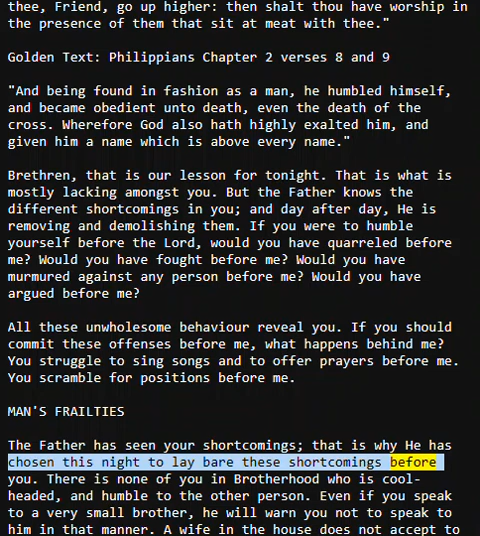 thee, Friend, go up higher: then shalt thou have worship in
the presence of them that sit at meat with thee."
Golden Text: Philippians Chapter 2 verses 8 and 9
"And being found in fashion as a man, he humbled himself,
and became obedient unto death, even the death of the
cross. Wherefore God also hath highly exalted him, and
given him a name which is above every name."
Brethren, that is our lesson for tonight. That is what is
mostly lacking amongst you. But the Father knows the
different shortcomings in you; and day after day, He is
removing and demolishing them. If you were to humble
yourself before the Lord, would you have quarreled before
me? Would you have fought before me? Would you have
murmured against any person before me? Would you have
argued before me?
All these unwholesome behaviour reveal you. If you should
commit these offenses before me, what happens behind me?
You struggle to sing songs and to offer prayers before me.
You scramble for positions before me.
MAN'S FRAILTIES
The Father has seen your shortcomings; that is why He has
chosen this night to lay bare these shortcomings before
you. There is none of you in Brotherhood who is cool-
headed, and humble to the other person. Even if you speak
to a very small brother, he will warn you not to speak to
him in that manner. A wife in the house does not accept to